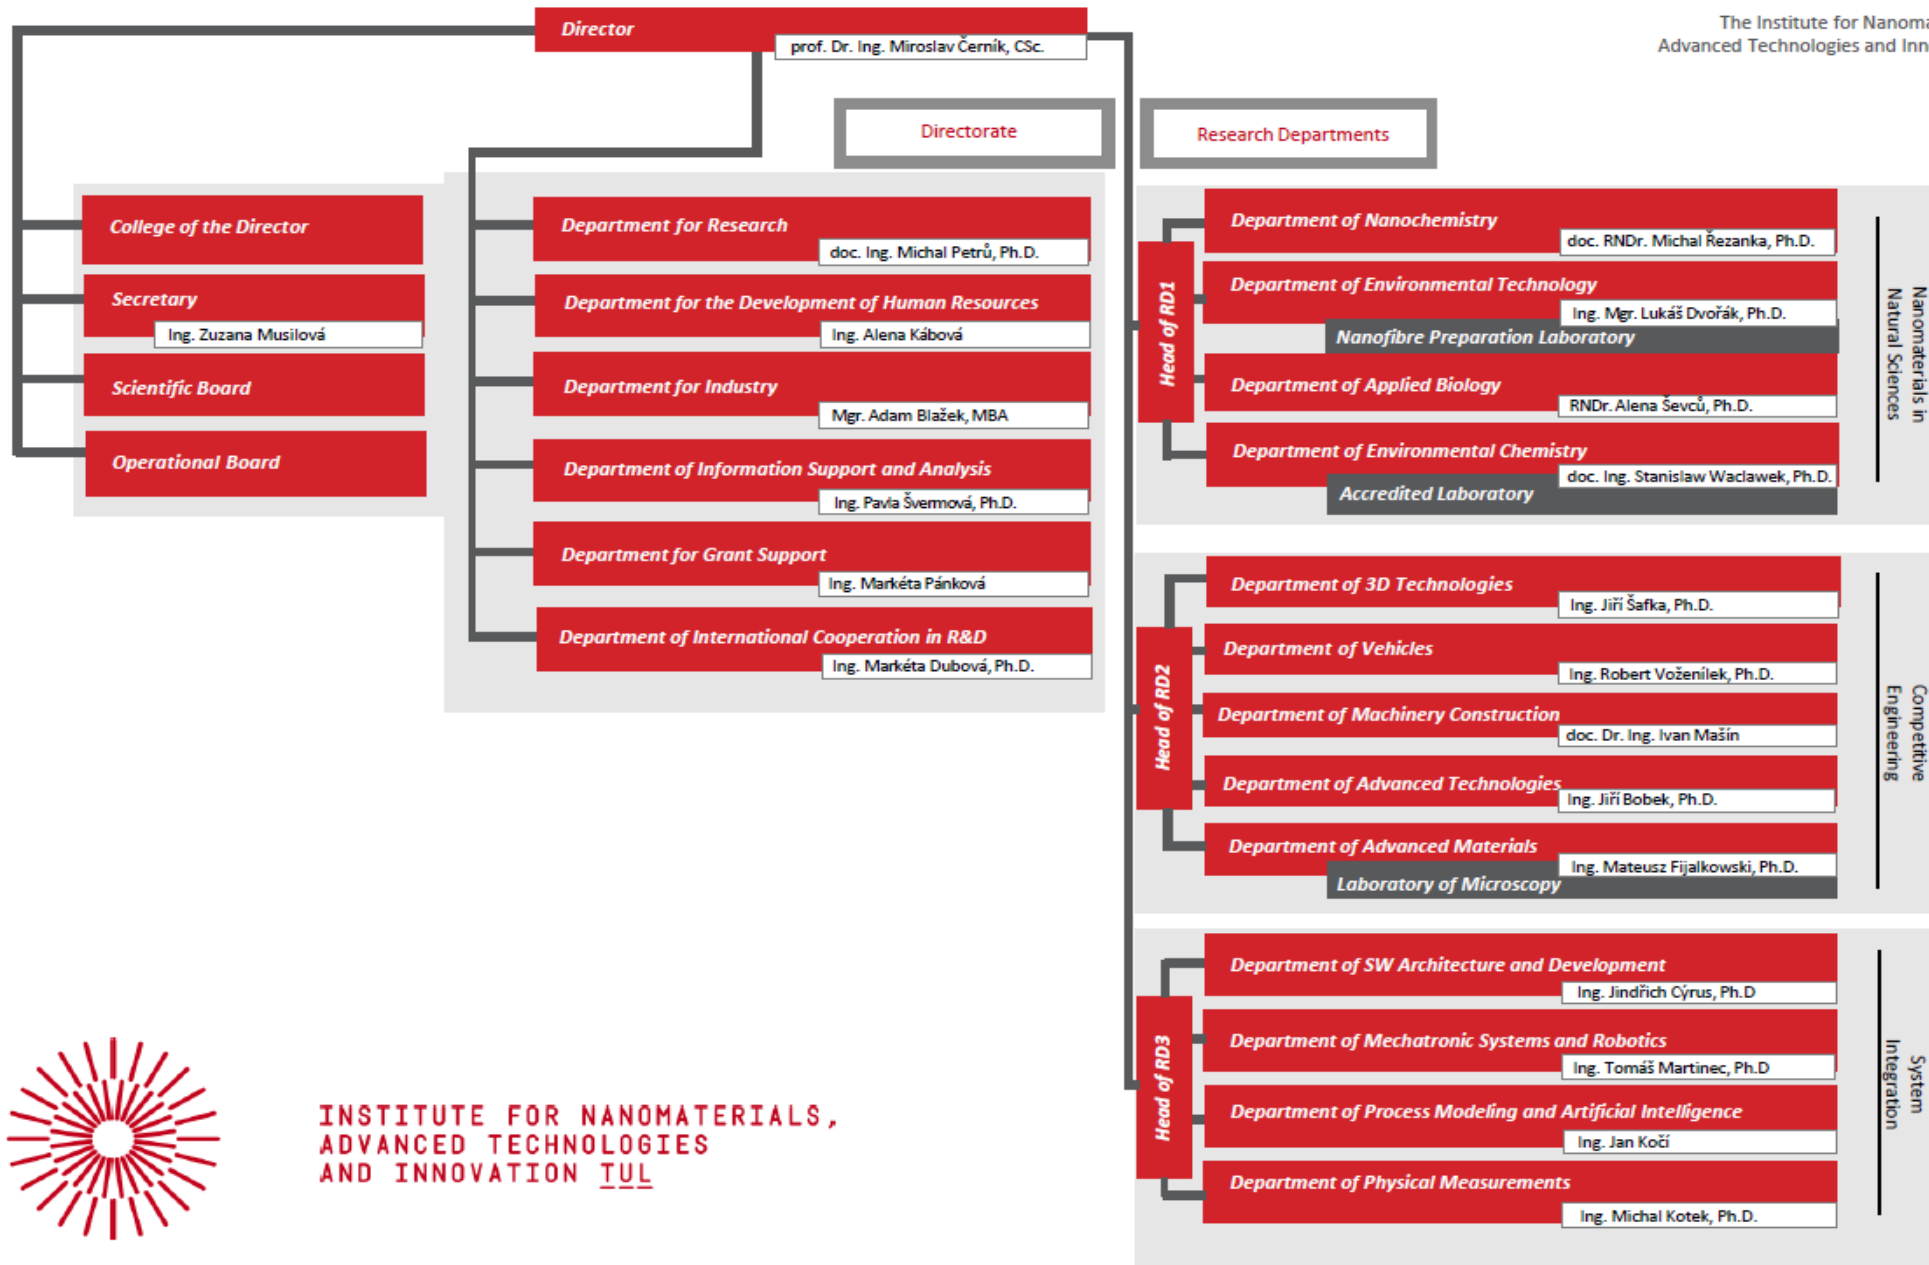 Director
prof. Dr. Ing. Miroslav Černík, CSc.
The Institute for
Advanced Technologies and
Directorate
Research Departments
College of the Director
Secretary
Ing. Zuzana Musilová
Scientific Board
Operational Board
Department for Research
doc. Ing. Michal Petrů, Ph.D.
Department for the Development of Human Resources
Ing. Alena Kábová
Department for Industry
Mgr. Adam Blažek, MBA
Department of Information Support and Analysis
Ing. Pavla Švermová, Ph.D.
Department for Grant Support
Ing. Markéta Pánková
Department of International Cooperation in R&D
Ing. Markéta Dubová, Ph.D.
Head of RD1
Department of Nanochemistry
doc. RNDr. Michal Řezanka, Ph.D.
Department of Environmental Technology
Ing. Mgr. Lukáš Dvořák, Ph.D.
Nanofibre Preparation Laboratory
Department of Applied Biology
RNDr. Alena Ševců, Ph.D.
Department of Environmental Chemistry
doc. Ing. Stanislaw Waclawek, Ph.D.
Accredited Laboratory
Nanomaterials in
Natural Sciences
Head of RD2
Department of 3D Technologies
Ing. Jiří Šafka, Ph.D.
Department of Vehicles
Ing. Robert Voženílek, Ph.D.
Department of Machinery Construction
doc. Dr. Ing. Ivan Mašín
Department of Advanced Technologies
Ing. Jiří Bobek, Ph.D.
Department of Advanced Materials
Ing. Mateusz Fijalkowski, Ph.D.
Laboratory of Microscopy
Competitive
Engineering
Head of RD3
Department of SW Architecture and Development
Ing. Jindřich Cýrus, Ph.D
Department of Mechatronic Systems and Robotics
Ing. Tomáš Martinec, Ph.D
Department of Process Modeling and Artificial Intelligence
Ing. Jan Kočí
Department of Physical Measurements
Ing. Michal Kotek, Ph.D.
System
Integration
INSTITUTE FOR NANOMATERIALS,
ADVANCED TECHNOLOGIES
AND INNOVATION TUL